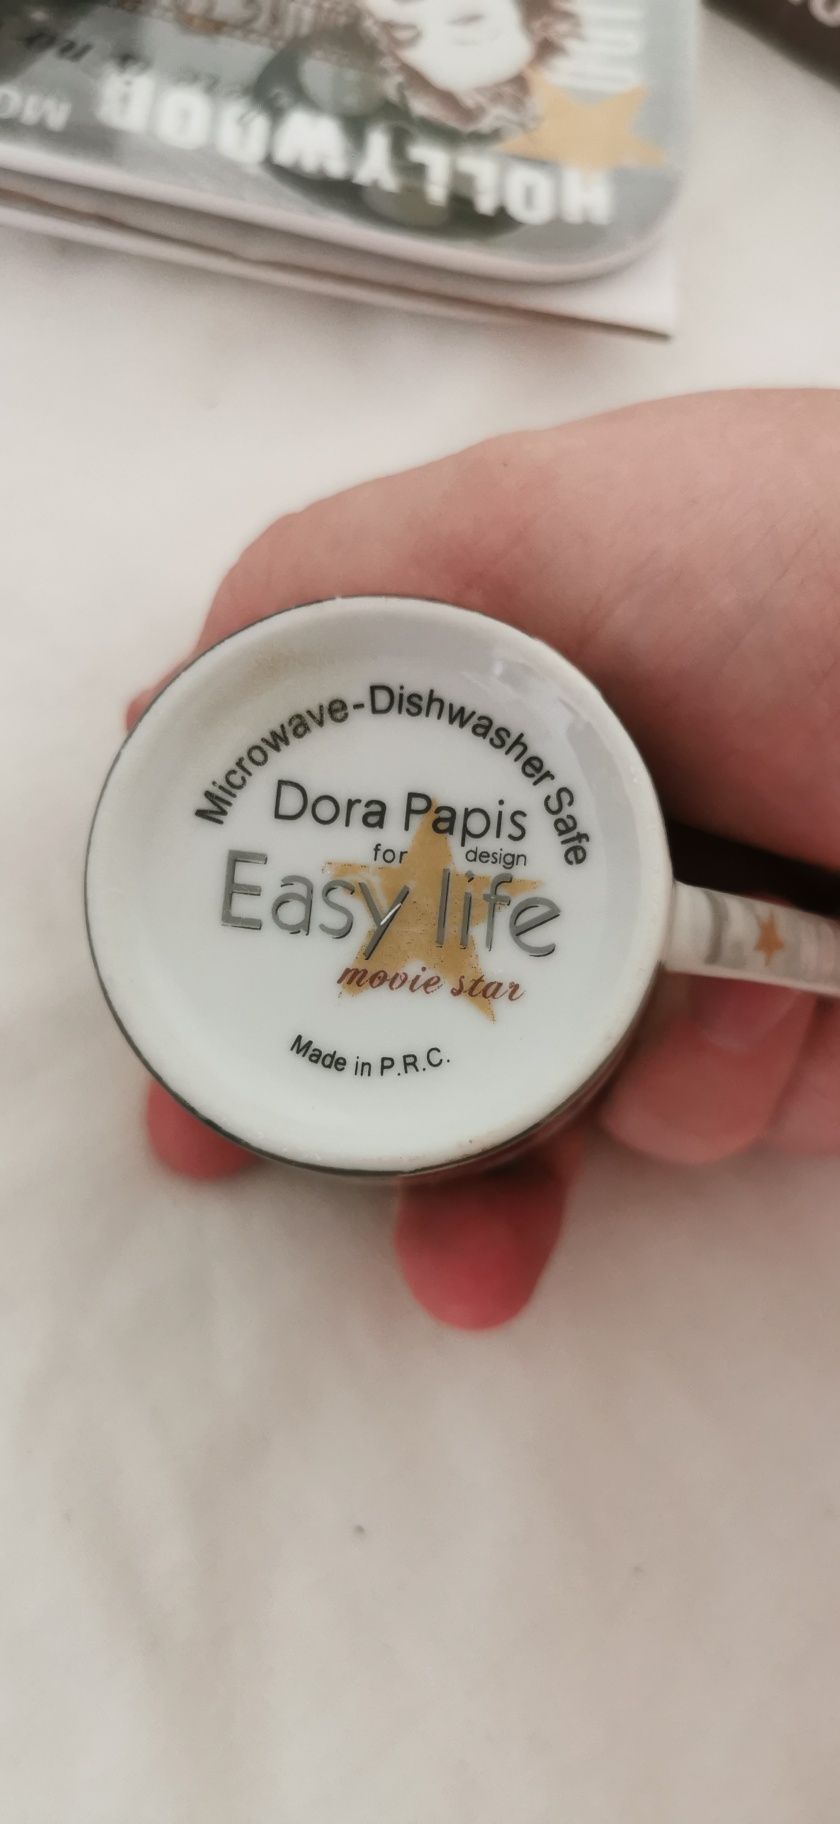 HOLLYWOOD
Microwave-Dishwasher Safe
Dora Papis
for design
Easy life
movie star
Made in P.R.C.